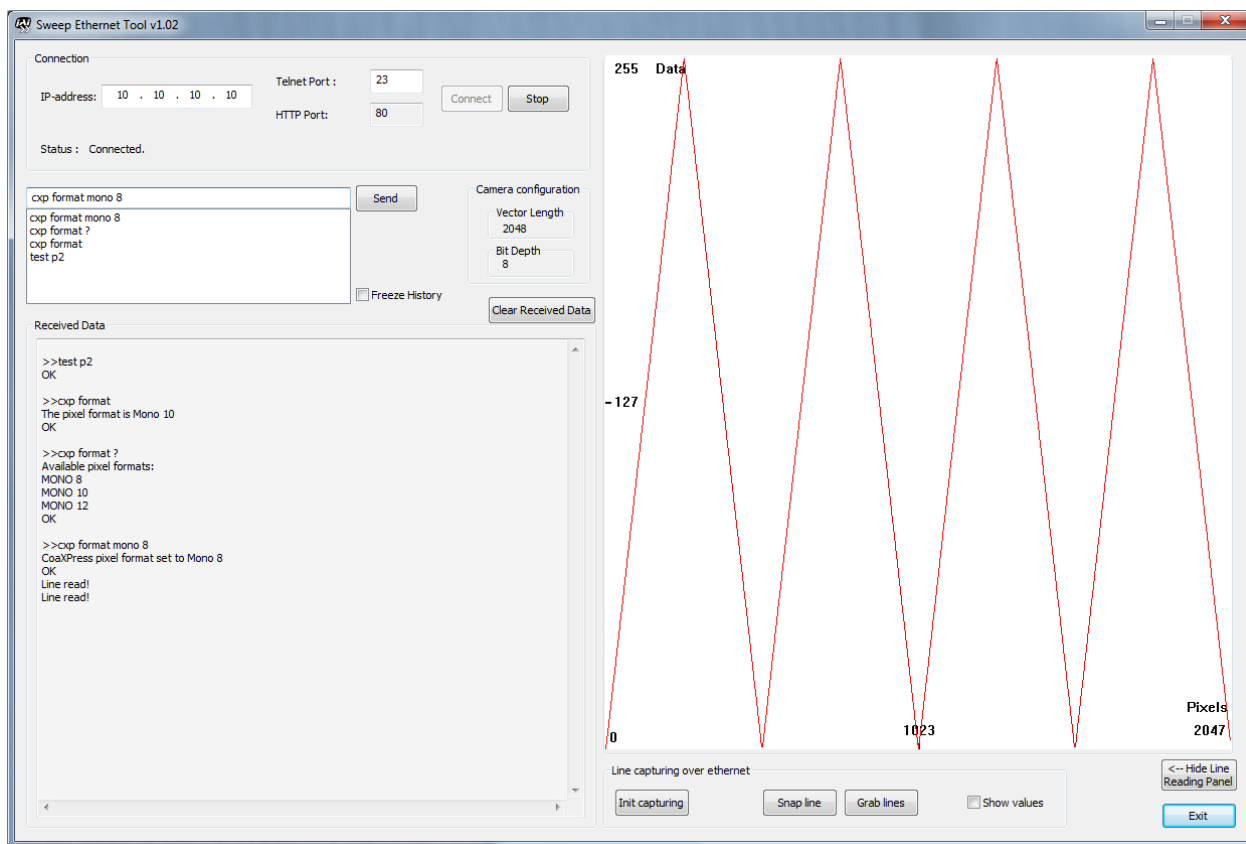 Sweep Ethernet Tool v1.02
Connection
IP-address: 10 . 10 . 10 . 10
Telnet Port : 23
HTTP Port: 80
Connect Stop
Status : Connected.
cxp format mono 8
Send
cxp format mono 8
cxp format ?
cxp format
test p2
Freeze History
Camera configuration
Vector Length
2048
Bit Depth
8
Clear Received Data
Received Data
>>test p2
OK
>>cxp format
The pixel format is Mono 10
OK
>>cxp format ?
Available pixel formats:
MONO 8
MONO 10
MONO 12
OK
>>cxp format mono 8
CoaXPress pixel format set to Mono 8
OK
Line read!
Line read!
255 Data
-127
Pixels
0 1023 2047
Line capturing over ethernet
Init capturing Snap line Grab lines Show values
<-- Hide Line
Reading Panel
Exit